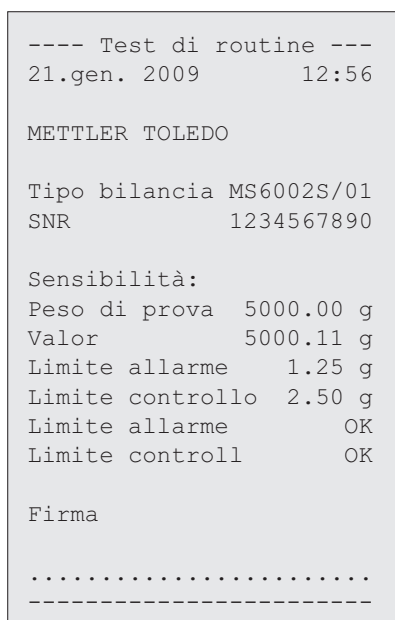 ---- Test di routine ---
21.gen. 2009       12:56
METTLER TOLEDO
Tipo bilancia MS6002S/01
SNR           1234567890
Sensibilità:
Peso di prova  5000.00 g
Valor          5000.11 g
Limite allarme    1.25 g
Limite controllo  2.50 g
Limite allarme        OK
Limite controll       OK
Firma
........................
------------------------